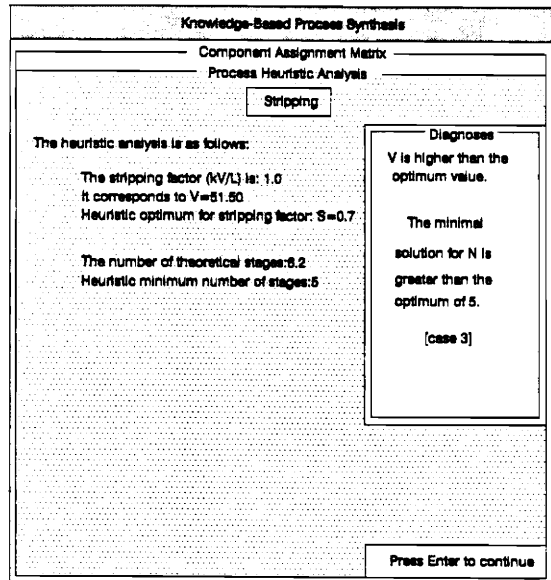 Knowledge-Based Process Synthesis
Component Assignment Matrix
Process Heuristic Analysis
Stripping
The heuristic analysis is as follows:
The stripping factor (kV/L) is: 1.0
It corresponds to V=51.50
Heuristic optimum for stripping factor: S=0.7
The number of theoretical stages:6.2
Heuristic minimum number of stages:5
Diagnoses
V is higher than the
optimum value.
The minimal
solution for N is
greater than the
optimum of 5.
[case 3]
Press Enter to continue